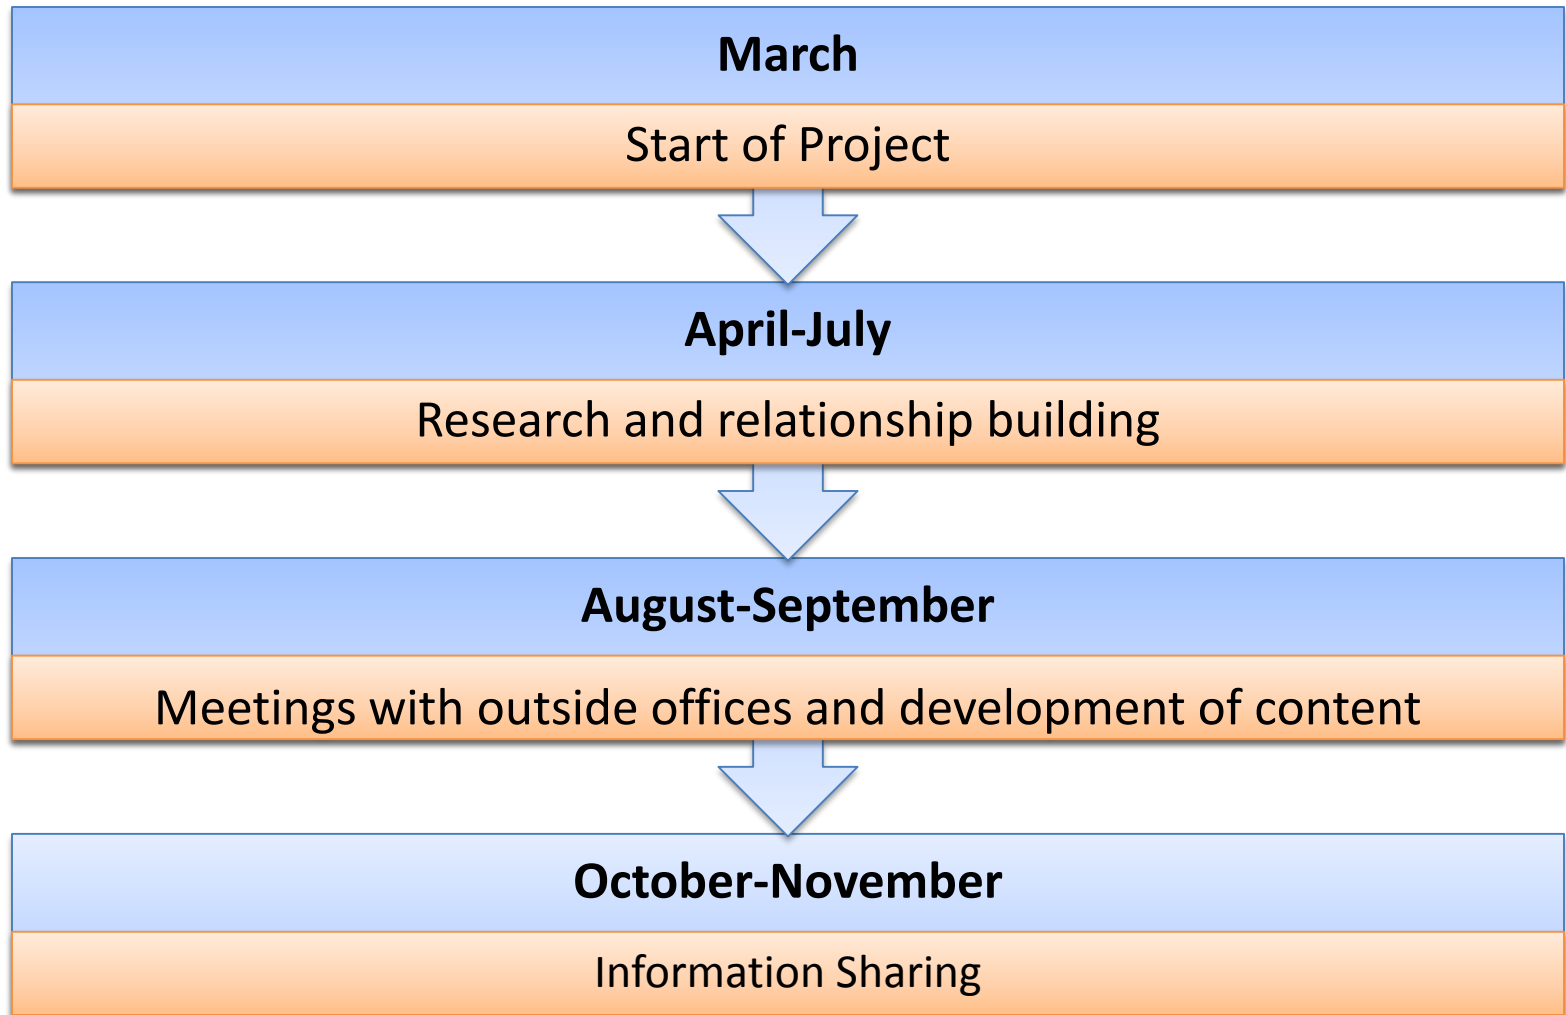 March
Start of Project
April-July
Research and relationship building
August-September
Meetings with outside offices and development of content
October-November
Information Sharing